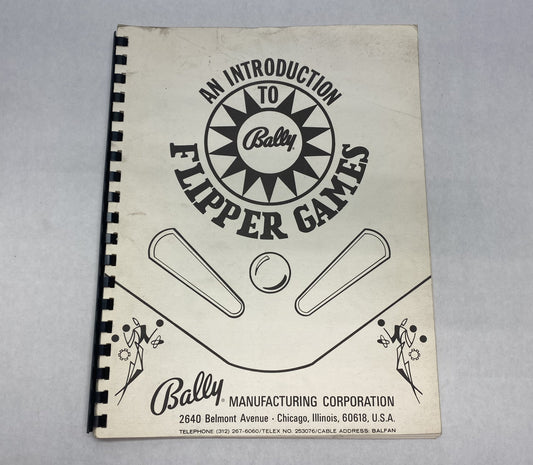 AN INTRODUCTION
TO
Bally
FLIPPER GAMES
Bally® MANUFACTURING CORPORATION
2640 Belmont Avenue · Chicago, Illinois, 60618, U.S.A.
TELEPHONE (312) 267-6060/TELEX NO. 253076/CABLE ADDRESS: BALFAN